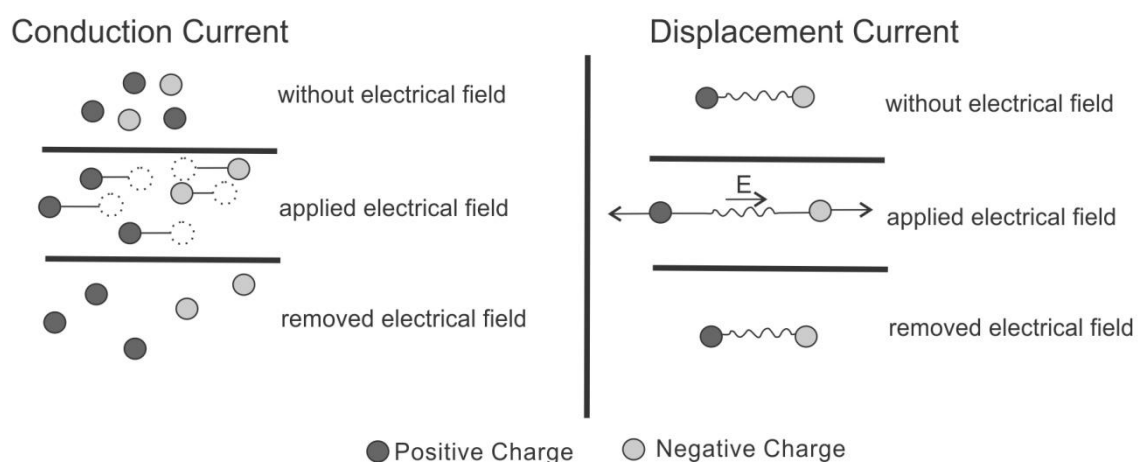 Conduction Current
without electrical field
applied electrical field
removed electrical field
Displacement Current
without electrical field
E
applied electrical field
removed electrical field
Positive Charge
Negative Charge